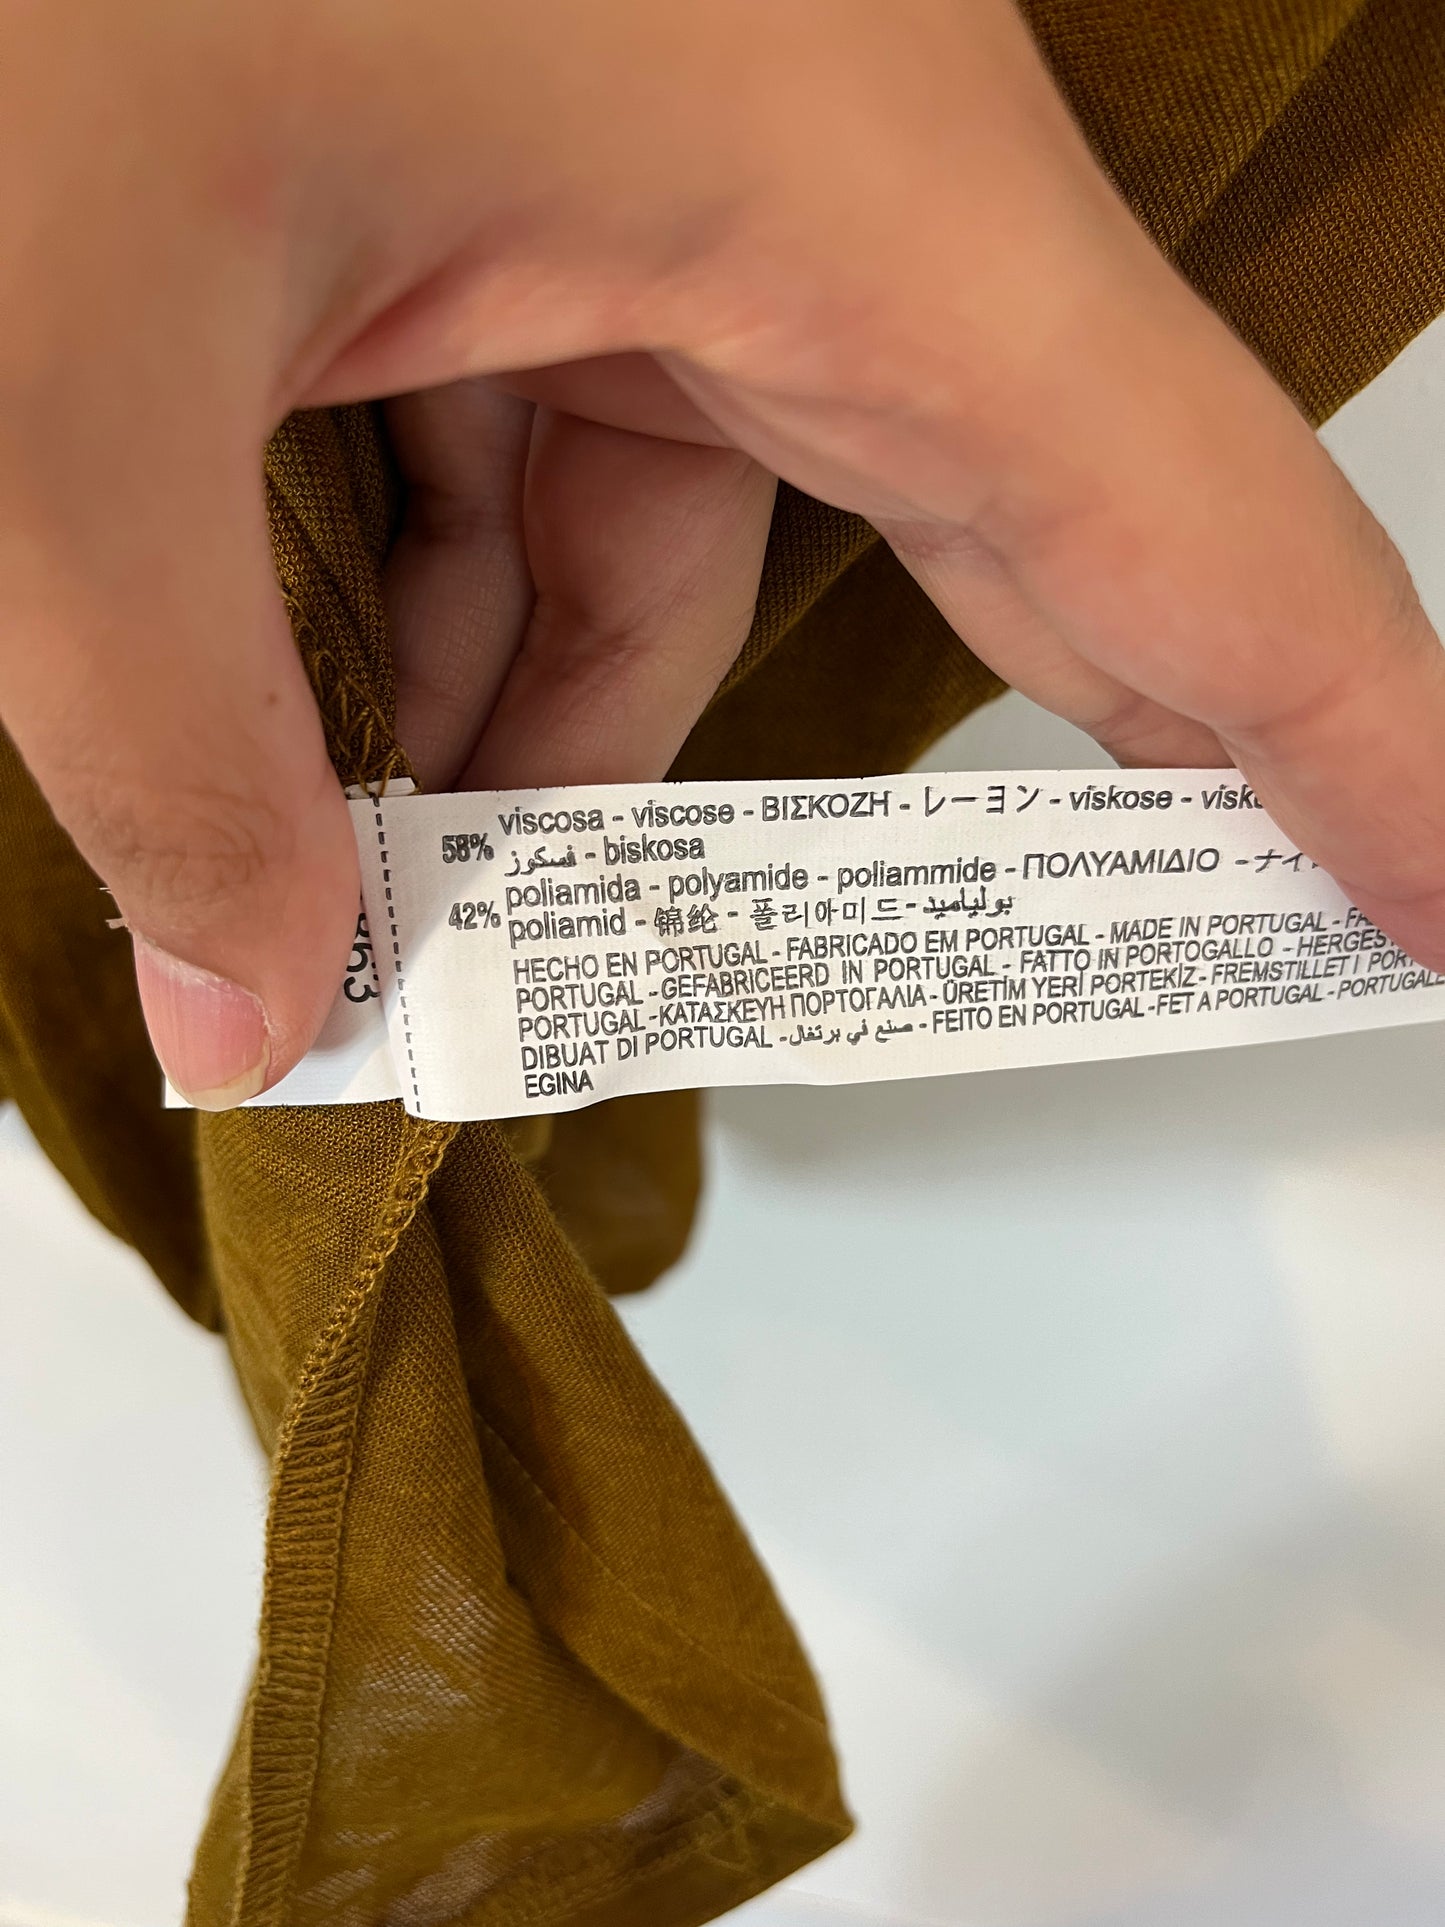 58% viscosa - viscose - ΒΙΣΚΟΖΗ - レーヨン - viskose -
فسكوز - biskosa
42% poliamida - polyamide - poliammide - ΠΟΛΥΑΜΙΔΙΟ -
poliamid - 锦纶 - 폴리아미드 - بولياميد
HECHO EN PORTUGAL - FABRICADO EM PORTUGAL - MADE IN PORTUGAL -
PORTUGAL - GEFABRICEERD IN PORTUGAL - FATTO IN PORTOGALLO -
PORTUGAL - ΚΑΤΑΣΚΕΥΗ ΠΟΡΤΟΓΑΛΙΑ - ÜRETİM YERİ PORTEKİZ - FREMSTILLET I
DIBUAT DI PORTUGAL - صنع في برتغال - FEITO EN PORTUGAL - FET A PORTUGAL -
EGINA